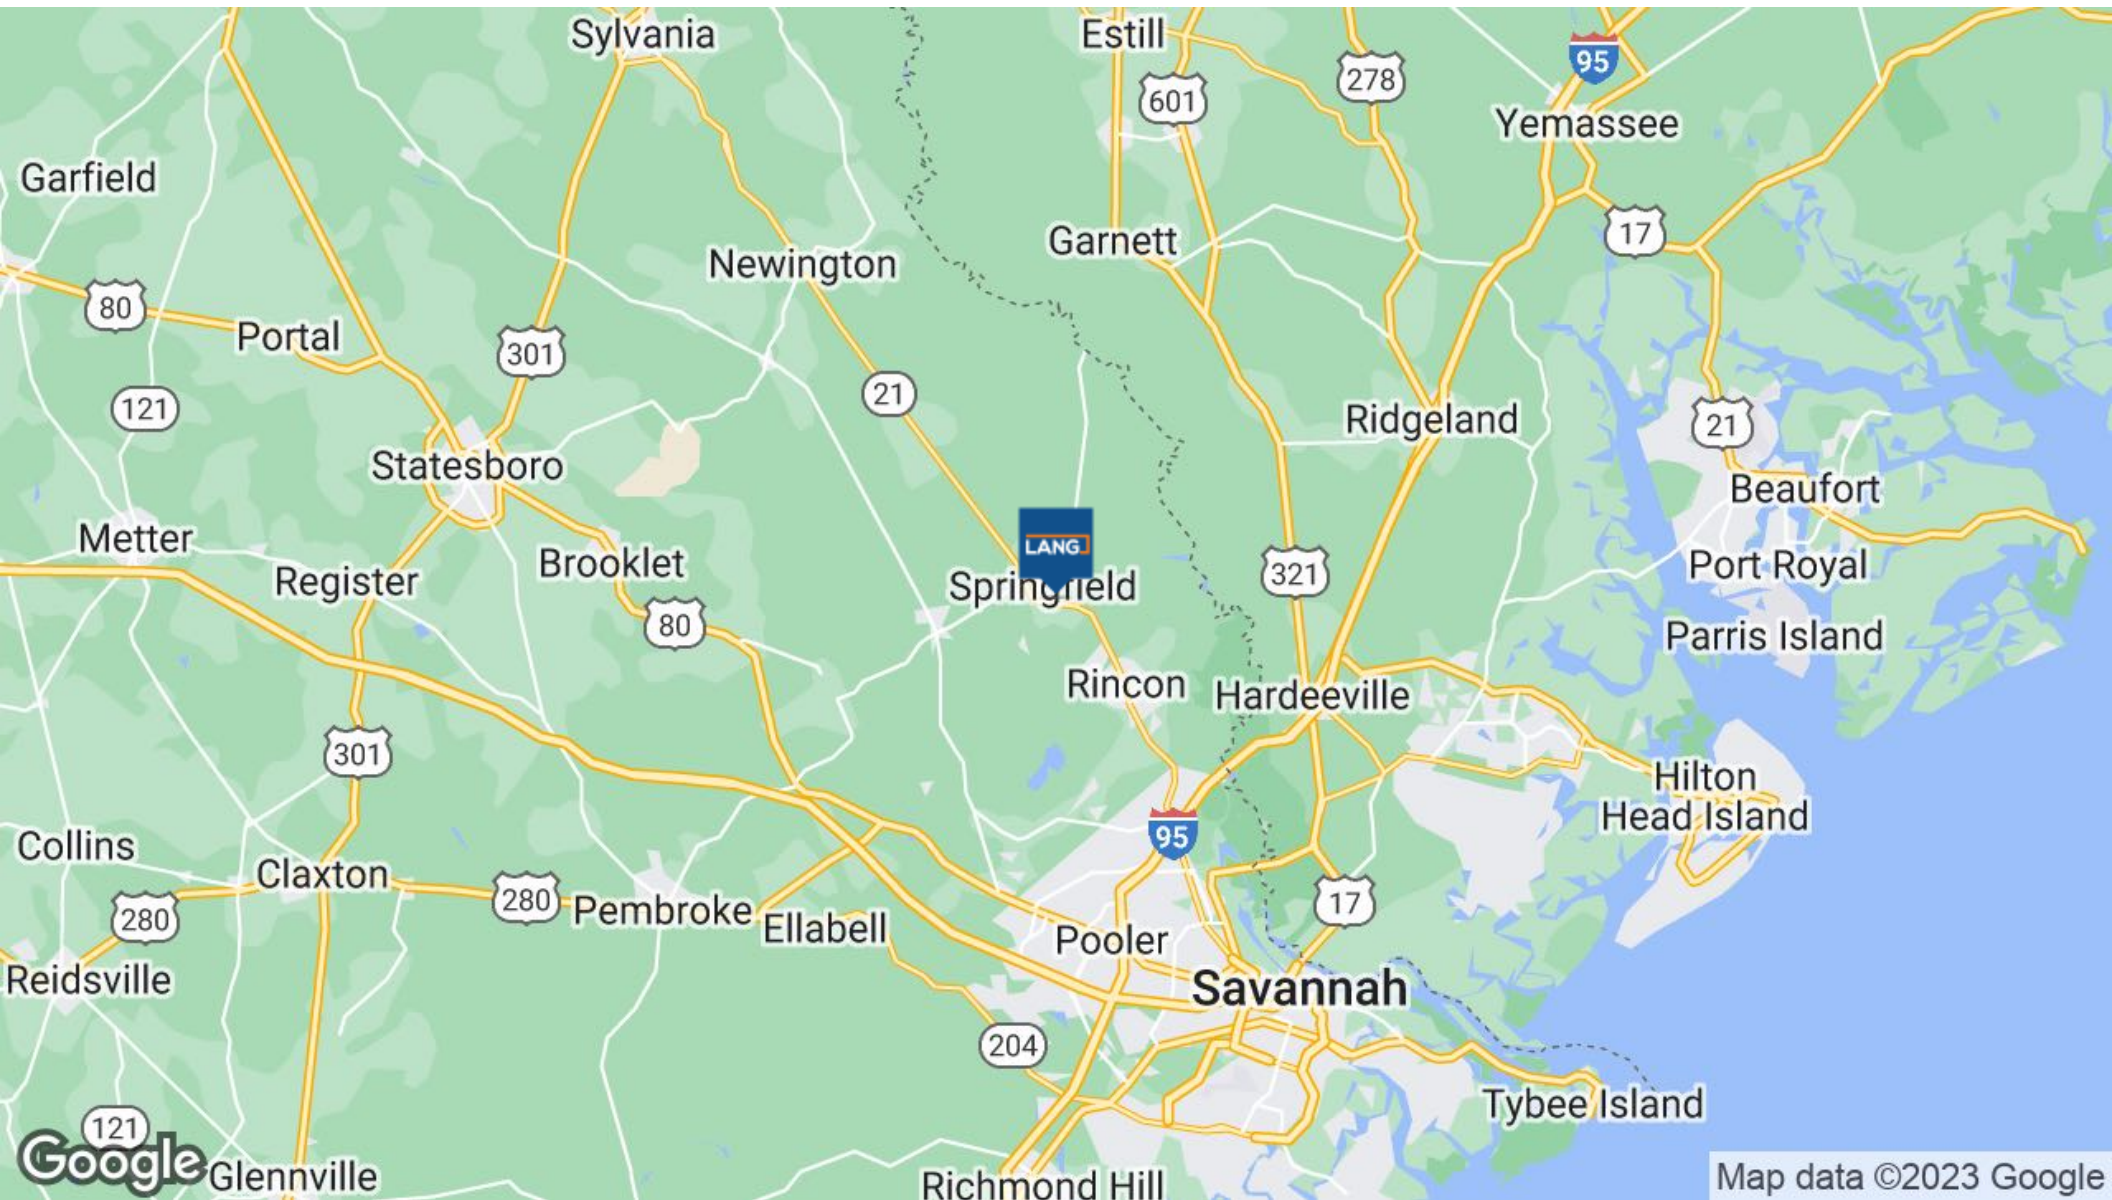 Sylvania
Estill
95
278
601
Yemassee
Garfield
17
Garnett
Newington
80
Portal
301
21
121
Ridgeland
21
Statesboro
Beaufort
Metter
LANG
Brooklet
Port Royal
321
Register
Springfield
80
Parris Island
Rincon
Hardeeville
301
Hilton
Head Island
95
Collins
Claxton
280
17
Pembroke
280
Ellabell
Pooler
Reidsville
Savannah
204
Tybee Island
121
Google
Glennville
Richmond Hill
Map data ©2023 Google